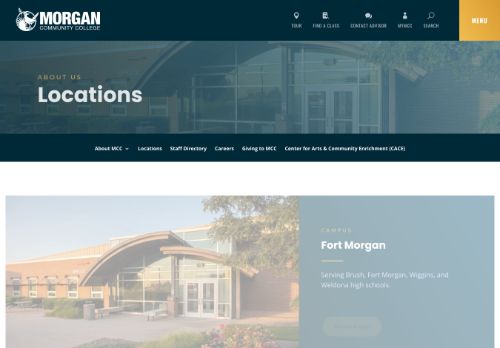 MORGAN
COMMUNITY COLLEGE
TOUR
FIND A CLASS
CONTACT ADVISOR
MYMCC
SEARCH
MENU
ABOUT US
Locations
About MCC
Locations
Staff Directory
Careers
Giving to MCC
Center for Arts & Community Enrichment (CACE)
CAMPUS
Fort Morgan
Serving Brush, Fort Morgan, Wiggins, and
Weldona high schools.